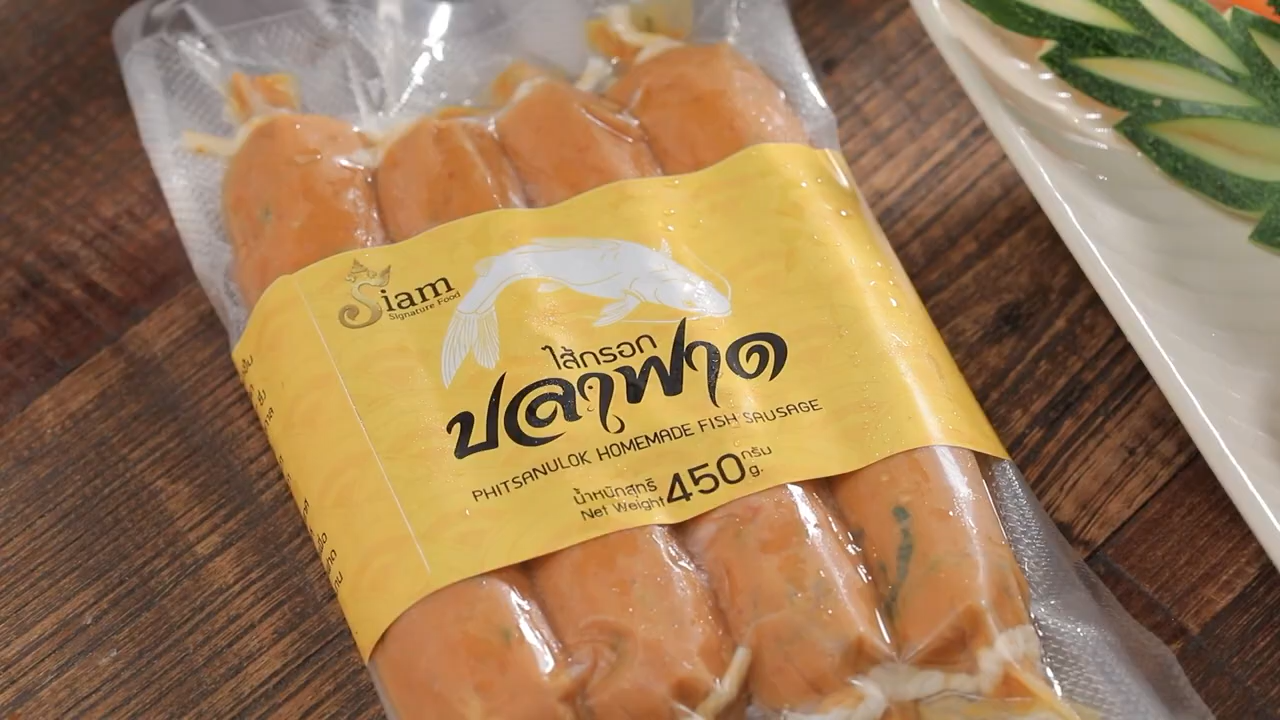 Siam
Signature Food
ไส้กรอก
ปลาฟาด
PHITSANULOK HOMEMADE FISH SAUSAGE
น้ำหนักสุทธิ 450 กรัม
Net Weight g.